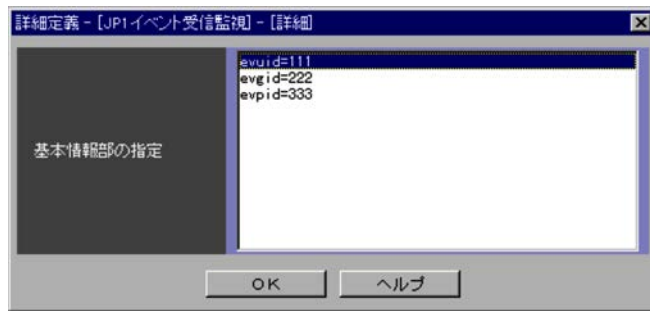 詳細定義 - [JP1イベント受信監視] - [詳細]
evuid=111
evgid=222
evpid=333
基本情報部の指定
OK
ヘルプ